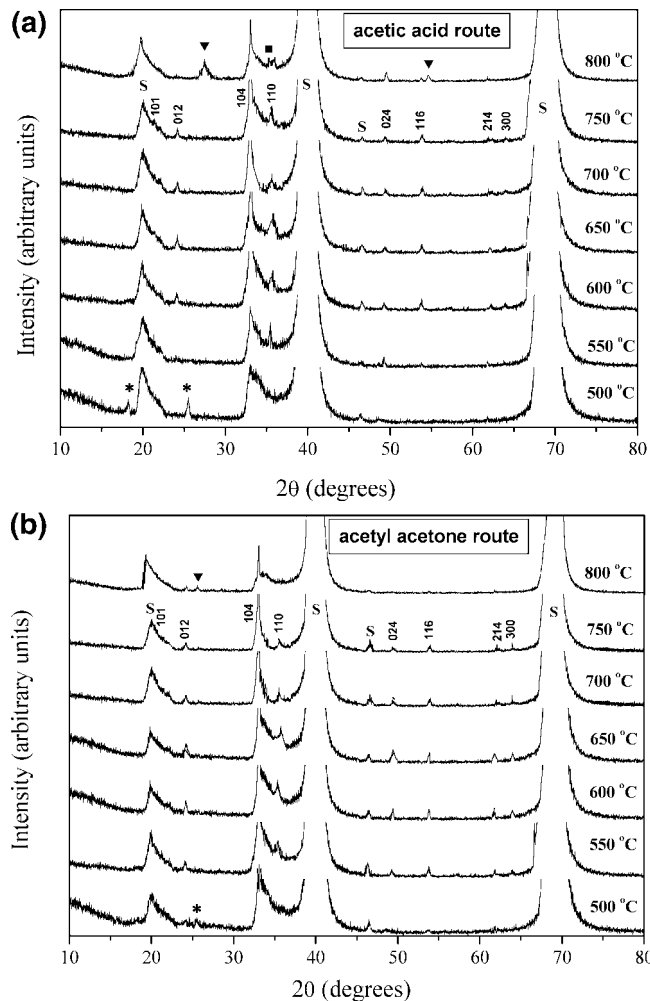 (a)
acetic acid route
▼
■
▼
800 °C
S
101
012
104
110
S
S
024
116
214
300
S
750 °C
700 °C
650 °C
600 °C
550 °C
*
*
500 °C
Intensity (arbitrary units)
10 20 30 40 50 60 70 80
2θ (degrees)
(b)
acetyl acetone route
▼
800 °C
S
101
012
104
110
S
S
024
116
214
300
S
750 °C
700 °C
650 °C
600 °C
550 °C
*
500 °C
Intensity (arbitrary units)
10 20 30 40 50 60 70 80
2θ (degrees)